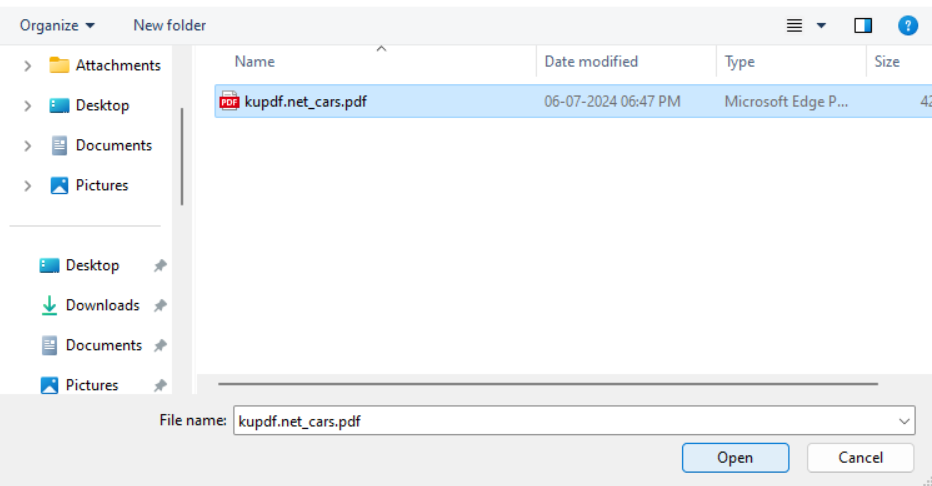 Organize New folder
Name Date modified Type Size
Attachments
Desktop
Documents
Pictures
PDF kupdf.net_cars.pdf 06-07-2024 06:47 PM Microsoft Edge P... 42
Desktop
Downloads
Documents
Pictures
File name: kupdf.net_cars.pdf
Open Cancel